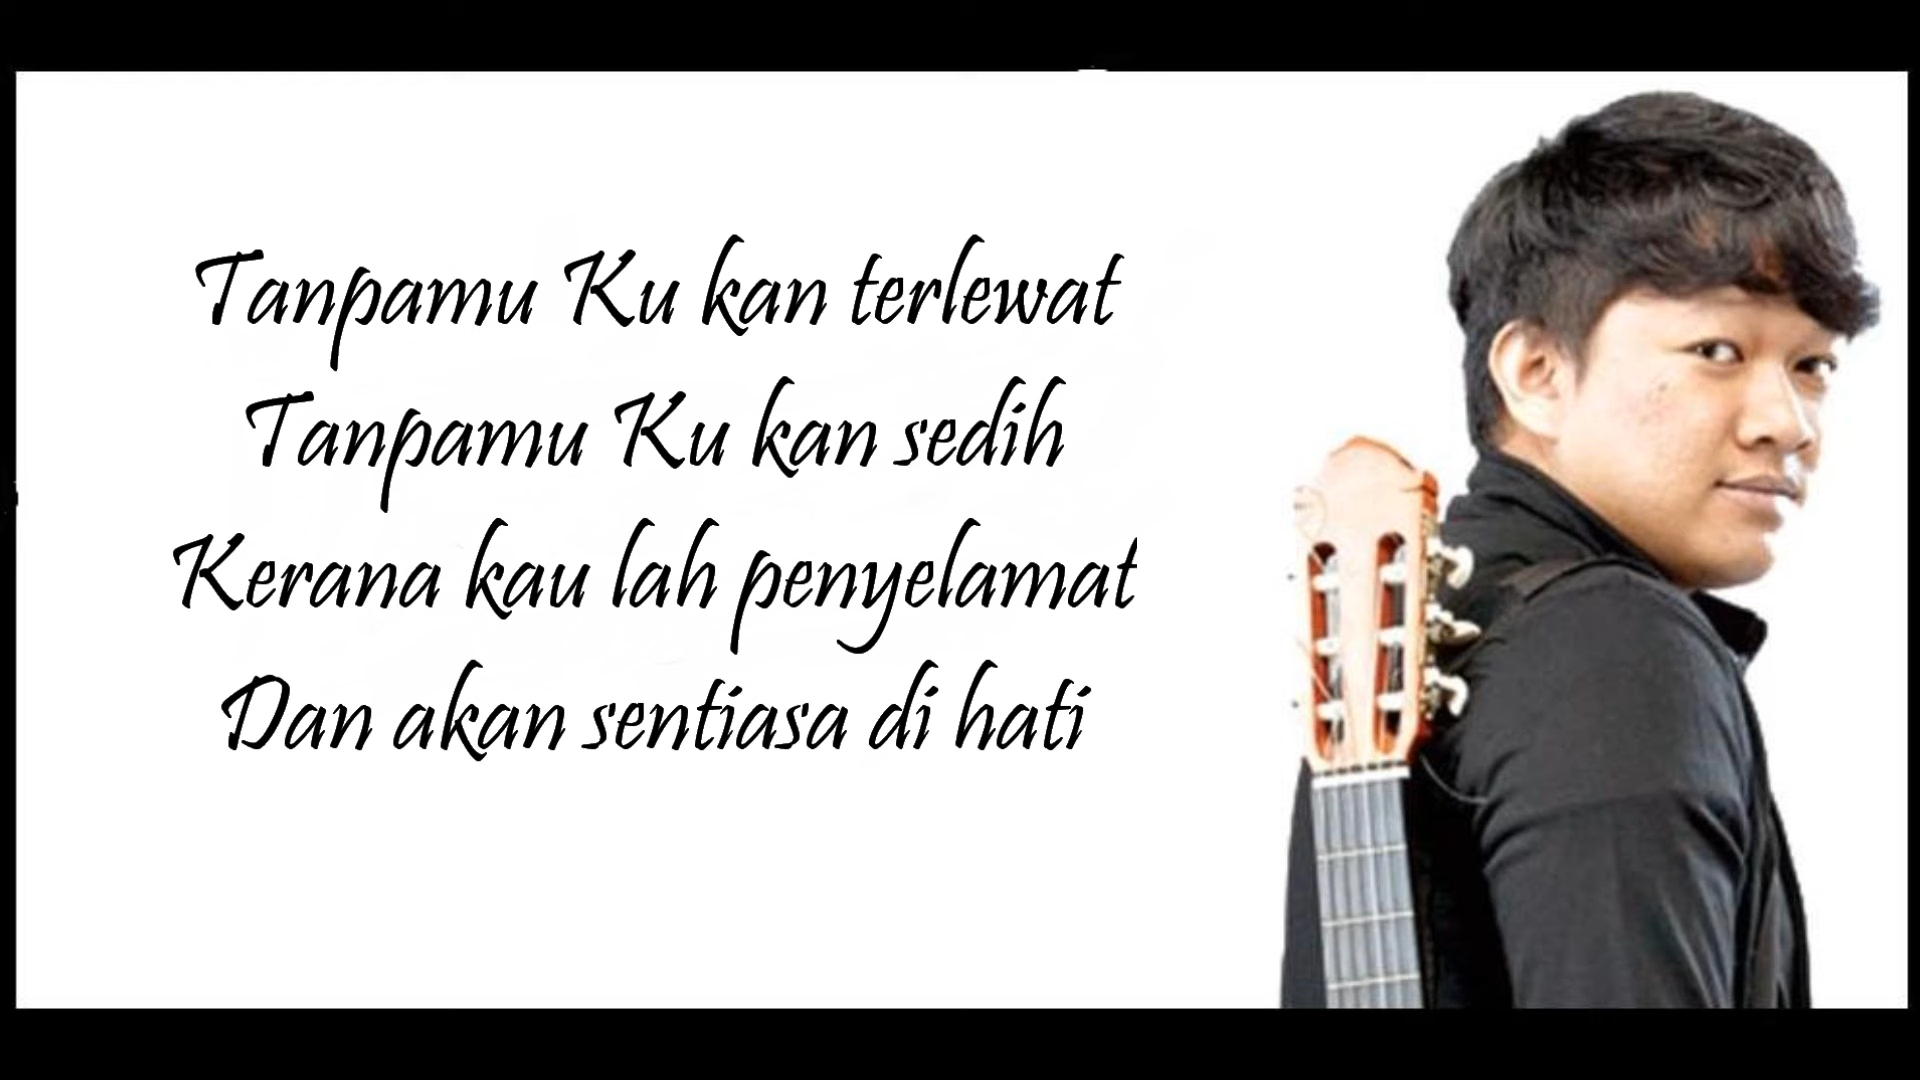 Tanpamu Ku kan terlewat
Tanpamu Ku kan sedih
Kerana kau lah penyelamat
Dan akan sentiasa di hati